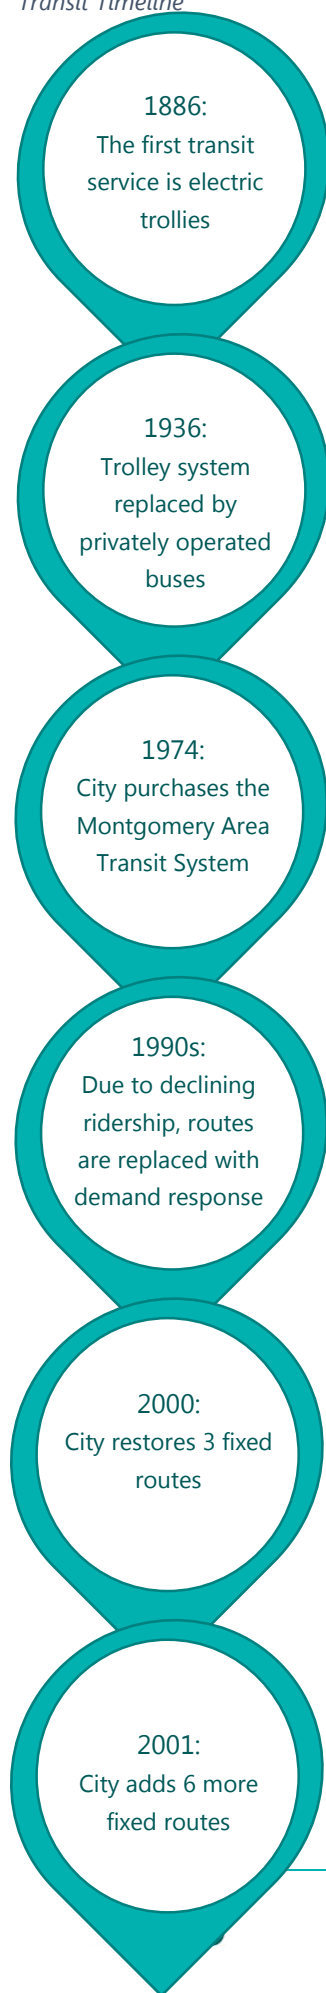 Transit Timeline
1886:
The first transit
service is electric
trollies
1936:
Trolley system
replaced by
privately operated
buses
1974:
City purchases the
Montgomery Area
Transit System
1990s:
Due to declining
ridership, routes
are replaced with
demand response
2000:
City restores 3 fixed
routes
2001:
City adds 6 more
fixed routes